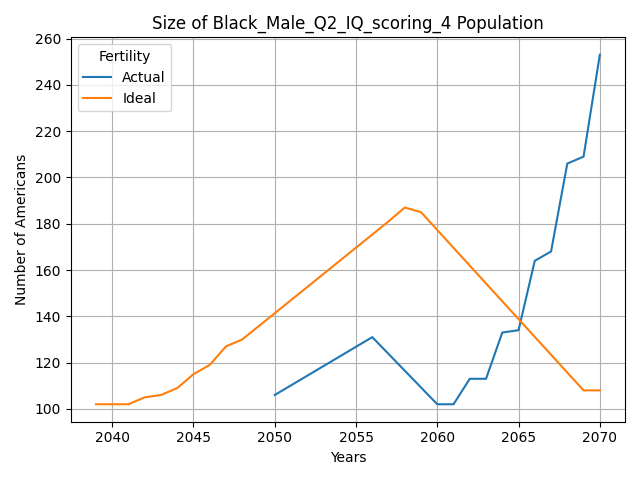 Size of Black_Male_Q2_IQ_scoring_4 Population
Fertility
Actual
Ideal
Number of Americans
260
240
220
200
180
160
140
120
100
2040 2045 2050 2055 2060 2065 2070
Years